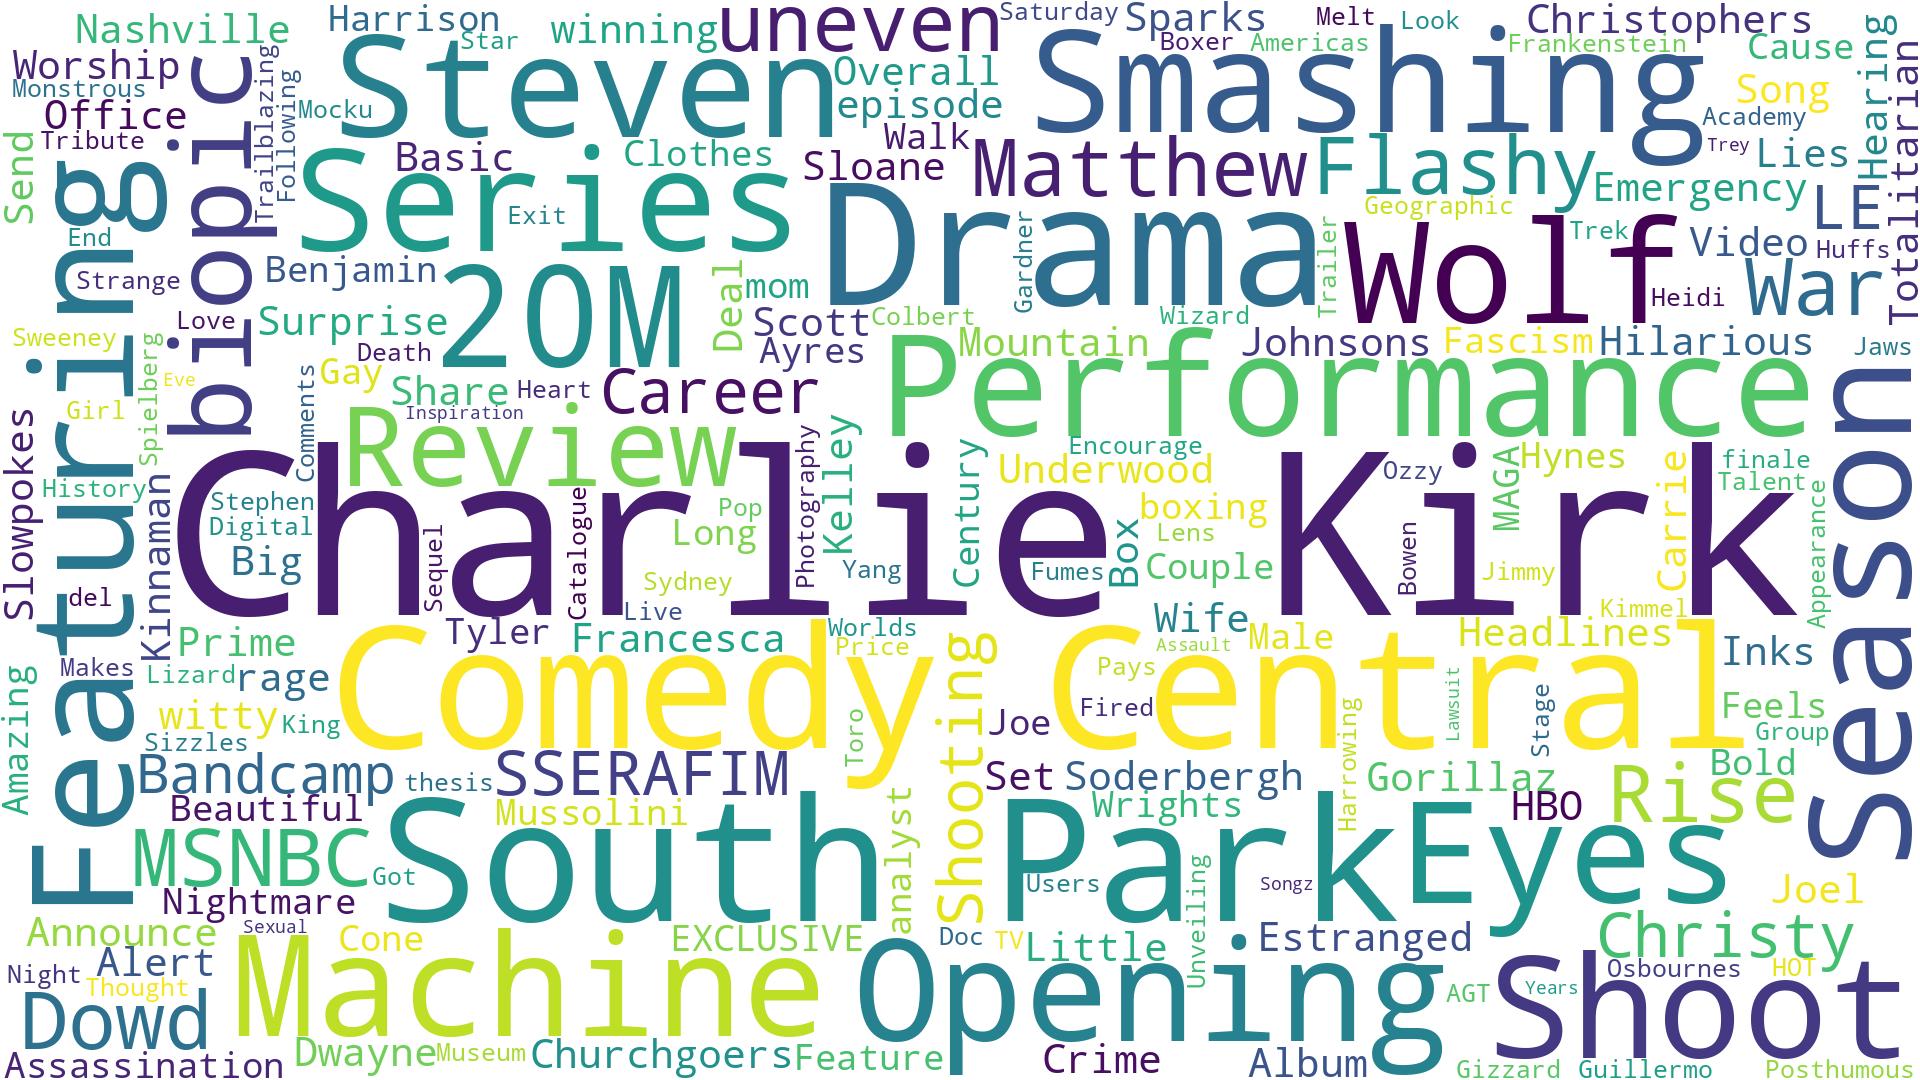 Nashville
Harrison
Star
winning
uneven
Saturday
Sparks
Melt
Look
Christophers
Worship
Monstrous
biopic
Trailblazing
Following
Steven
Overall
Smashing
Boxer
Americas
Frankenstein
Cause
Hearing
Office
Mocku
episode
Song
Totalitarian
Send
Tribute
Basic
Clothes
Walk
Academy
Featuring
Series
Sloane
Matthew
Flashy
Trey
Lies
End
Exit
Drama
Gardner
Geographic
Emergency
LE
Strange
Benjamin
20M
Deal
mom
Trailer
Wolf
Trek
Video
Huffs
War
Heidi
Sweeney
Love
Surprise
Scott
Colbert
Wizard
Spielberg
Death
Ayres
Performance
Mountain
Johnsons
Fascism
Hilarious
Jaws
Eve
Gay
Share
Heart
Career
Season
Girl
Comments
Inspiration
Review
Slowpokes
History
Kinnaman
Stephen
Charlie Kirk
Digital
Big
Sequel
Catalogue
Pop
Long
Photography
Kelley
Century
Encourage
Underwood
boxing
Box
Ozzy
MAGA
Hynes
Carrie
finale
Talent
Appearance
del
Sydney
Yang
Lens
Fumes
Couple
Bowen
Jimmy
Live
Kimmel
Prime
Tyler
Francesca
Worlds
Price
Wife
Assault
Male
Headlines
Inks
Makes
Lizard
rage
Comedy Central
Pays
Amazing
witty
King
Toro
Shooting
Joe
Fired
Harrowing
Lawsuit
Stage
Feels
Group
Sizzles
Bandcamp
thesis
SSERAFIM
Set
Soderbergh
Gorillaz
Bold
Beautiful
Mussolini
analyst
Wrights
HBO
Rise
MSNBC
Got
South Park
Users
Unveiling
Songz
Eyes
Joel
Nightmare
Announce
Sexual
Cone
EXCLUSIVE
Doc
TV
Little
Estranged
Christy
Night
Alert
Thought
Machine
Opening
AGT
Shoot
Osbournes
HOT
Years
Dowd
Assassination
Dwayne
Museum
Churchgoers
Feature
Crime
Album
Gizzard
Guillermo
Posthumous